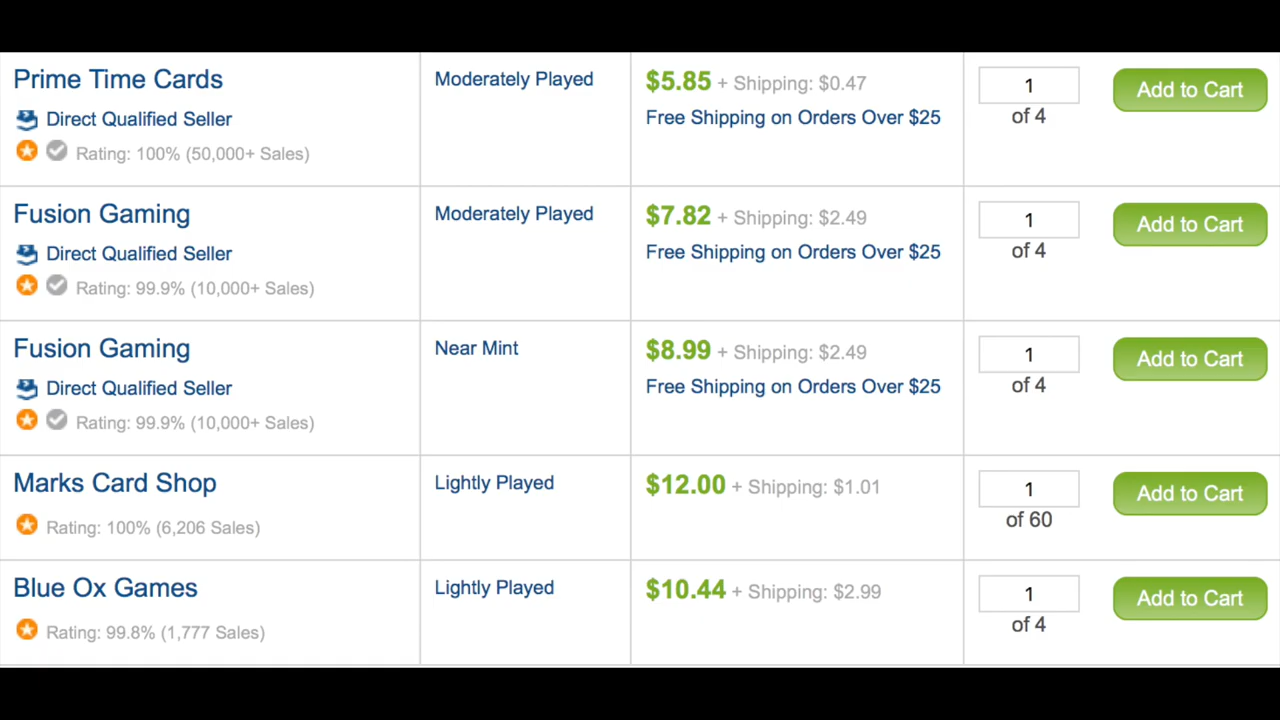 Prime Time Cards
Direct Qualified Seller
Rating: 100% (50,000+ Sales)
Moderately Played
$5.85 + Shipping: $0.47
Free Shipping on Orders Over $25
1
of 4
Add to Cart
Fusion Gaming
Direct Qualified Seller
Rating: 99.9% (10,000+ Sales)
Moderately Played
$7.82 + Shipping: $2.49
Free Shipping on Orders Over $25
1
of 4
Add to Cart
Fusion Gaming
Direct Qualified Seller
Rating: 99.9% (10,000+ Sales)
Near Mint
$8.99 + Shipping: $2.49
Free Shipping on Orders Over $25
1
of 4
Add to Cart
Marks Card Shop
Rating: 100% (6,206 Sales)
Lightly Played
$12.00 + Shipping: $1.01
1
of 60
Add to Cart
Blue Ox Games
Rating: 99.8% (1,777 Sales)
Lightly Played
$10.44 + Shipping: $2.99
1
of 4
Add to Cart